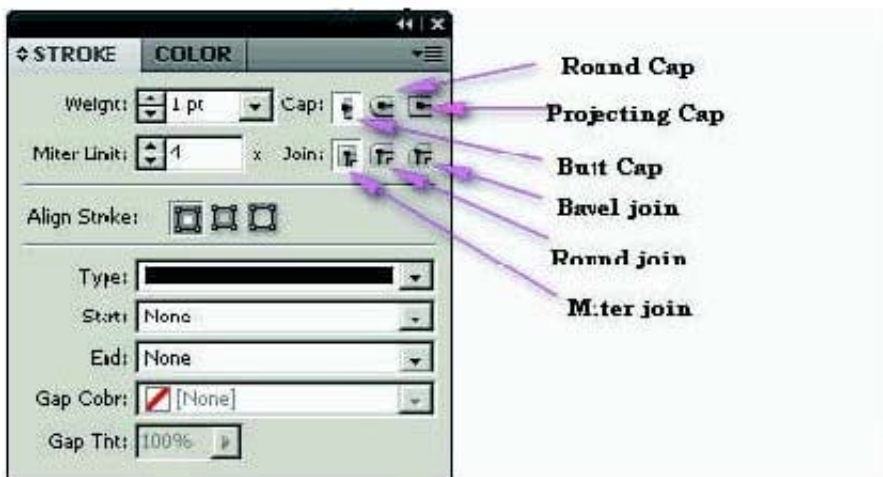 STROKE COLOR
Weight: 1 pt Cap:
Round Cap
Projecting Cap
Miter Limit: 4 x Join:
Butt Cap
Bavel join
Align Stroke:
Round join
Type:
Miter join
Start: None
End: None
Gap Color: [None]
Gap Tint: 100%